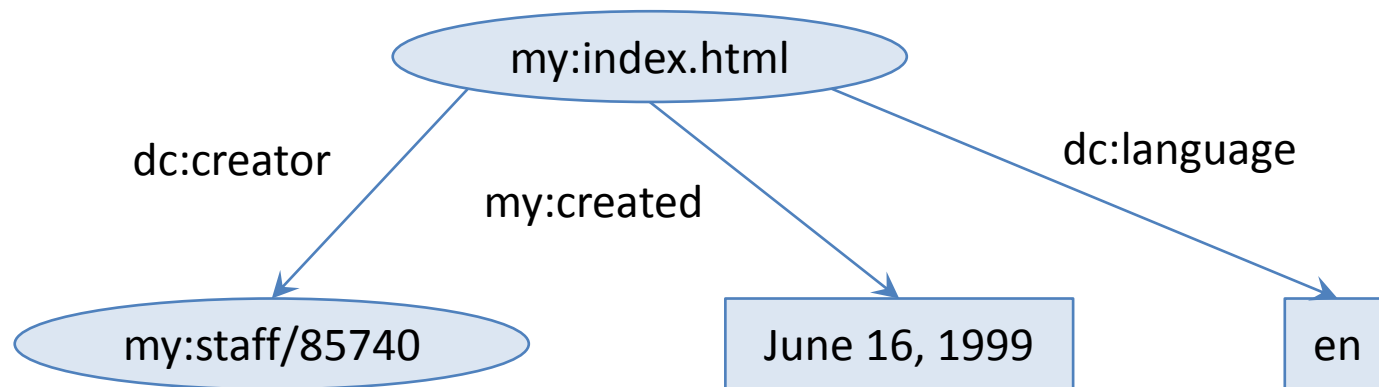 my:index.html
dc:creator
my:created
dc:language
my:staff/85740
June 16, 1999
en